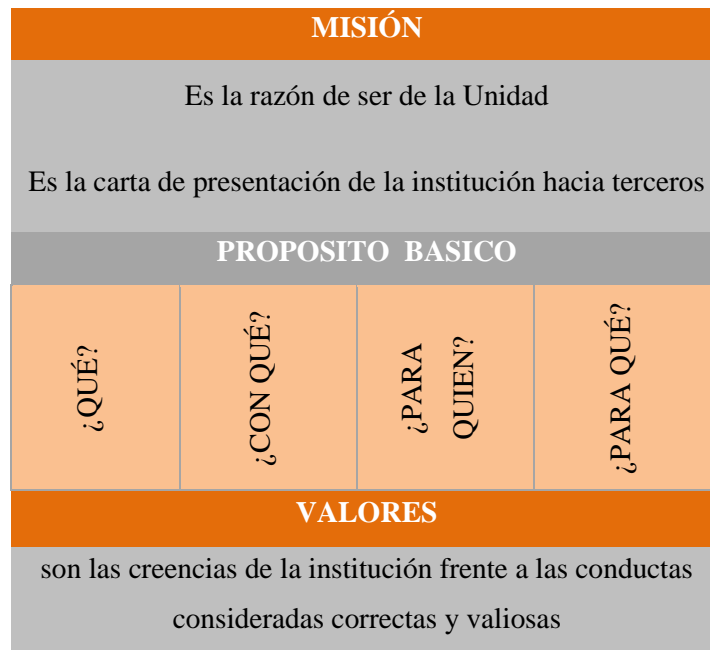 MISIÓN
Es la razón de ser de la Unidad
Es la carta de presentación de la institución hacia terceros
PROPOSITO BASICO
¿QUÉ?
¿CON QUÉ?
¿PARA
QUIEN?
¿PARA QUÉ?
VALORES
son las creencias de la institución frente a las conductas
consideradas correctas y valiosas